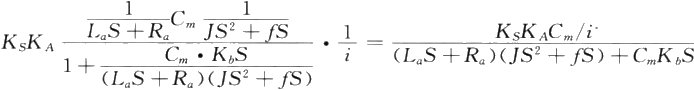 $K_S K_A \frac{\frac{1}{L_a S + R_a} C_m \frac{1}{JS^2 + fS}}{1 + \frac{C_m \cdot K_b S}{(L_a S + R_a)(JS^2 + fS)}} \cdot \frac{1}{i} = \frac{K_S K_A C_m / i}{(L_a S + R_a)(JS^2 + fS) + C_m K_b S}$